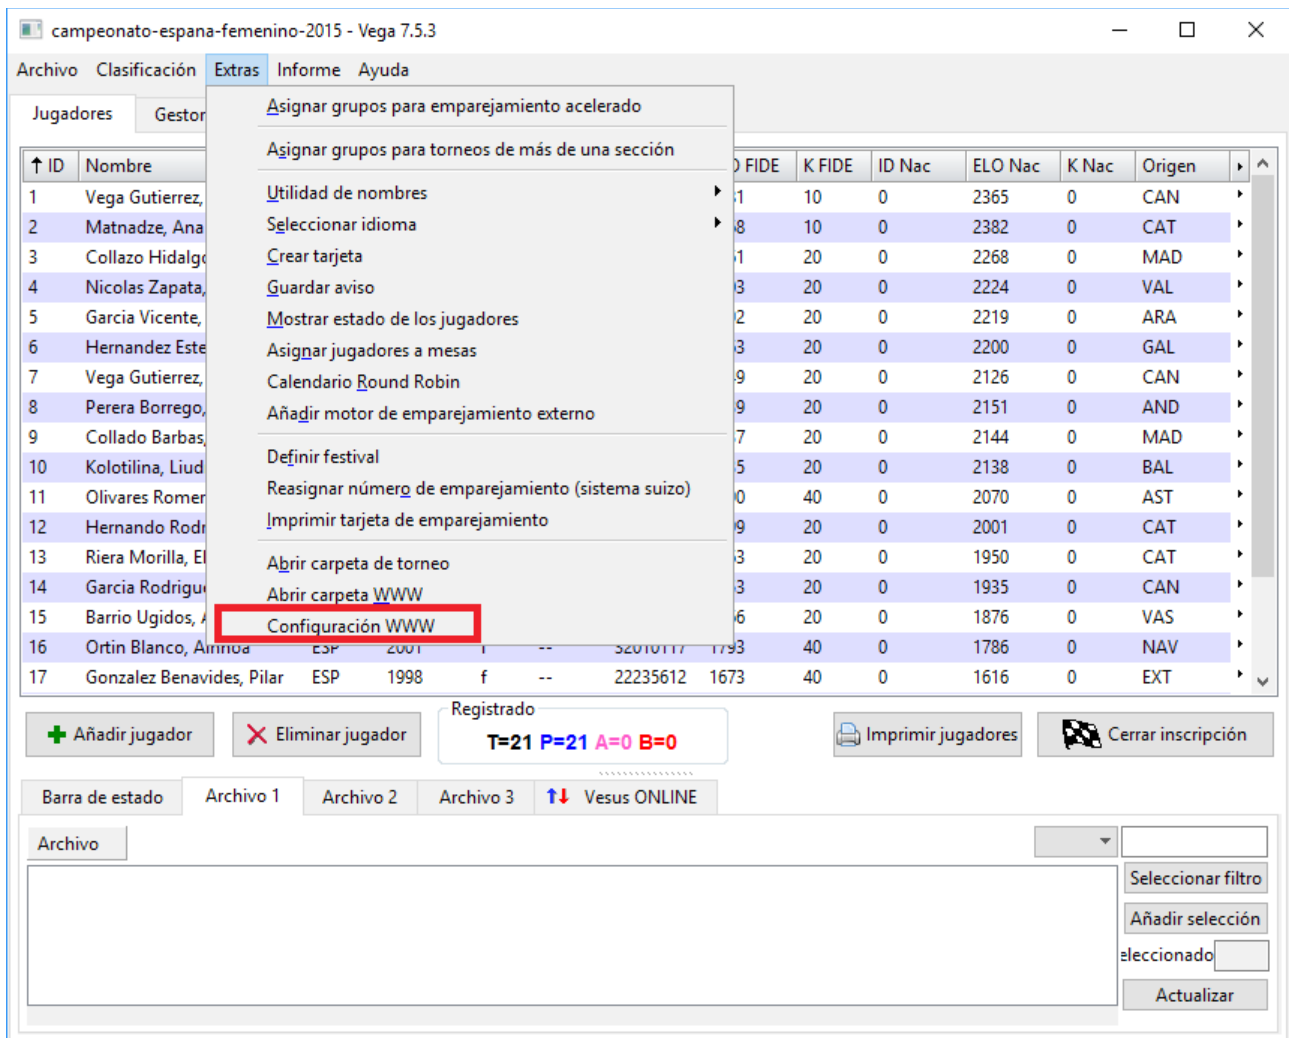 campeonato-espana-femenino-2015 - Vega 7.5.3
Archivo Clasificación Extras Informe Ayuda
Jugadores Gestor
Asignar grupos para emparejamiento acelerado
Asignar grupos para torneos de más de una sección
Utilidad de nombres
Seleccionar idioma
Crear tarjeta
Guardar aviso
Mostrar estado de los jugadores
Asignar jugadores a mesas
Calendario Round Robin
Añadir motor de emparejamiento externo
Definir festival
Reasignar número de emparejamiento (sistema suizo)
Imprimir tarjeta de emparejamiento
Abrir carpeta de torneo
Abrir carpeta WWW
Configuración WWW
ID Nombre FIDE K FIDE ID Nac ELO Nac K Nac Origen
1 Vega Gutierrez, 10 0 2365 0 CAN
2 Matnadze, Ana 10 0 2382 0 CAT
3 Collazo Hidalgo 20 0 2268 0 MAD
4 Nicolas Zapata, 20 0 2224 0 VAL
5 Garcia Vicente, 20 0 2219 0 ARA
6 Hernandez Este 20 0 2200 0 GAL
7 Vega Gutierrez, 20 0 2126 0 CAN
8 Perera Borrego, 20 0 2151 0 AND
9 Collado Barbas, 20 0 2144 0 MAD
10 Kolotilina, Liud 20 0 2138 0 BAL
11 Olivares Romer 40 0 2070 0 AST
12 Hernando Rodr 20 0 2001 0 CAT
13 Riera Morilla, El 20 0 1950 0 CAT
14 Garcia Rodrigue 20 0 1935 0 CAN
15 Barrio Ugidos, A 20 0 1876 0 VAS
16 Ortin Blanco, Ainhoa ESP 2001 f -- 32010117 1793 40 0 1786 0 NAV
17 Gonzalez Benavides, Pilar ESP 1998 f -- 22235612 1673 40 0 1616 0 EXT
Añadir jugador
Eliminar jugador
Registrado
T=21 P=21 A=0 B=0
Imprimir jugadores
Cerrar inscripción
Barra de estado Archivo 1 Archivo 2 Archivo 3 Vesus ONLINE
Archivo
Seleccionar filtro
Añadir selección
eleccionado
Actualizar